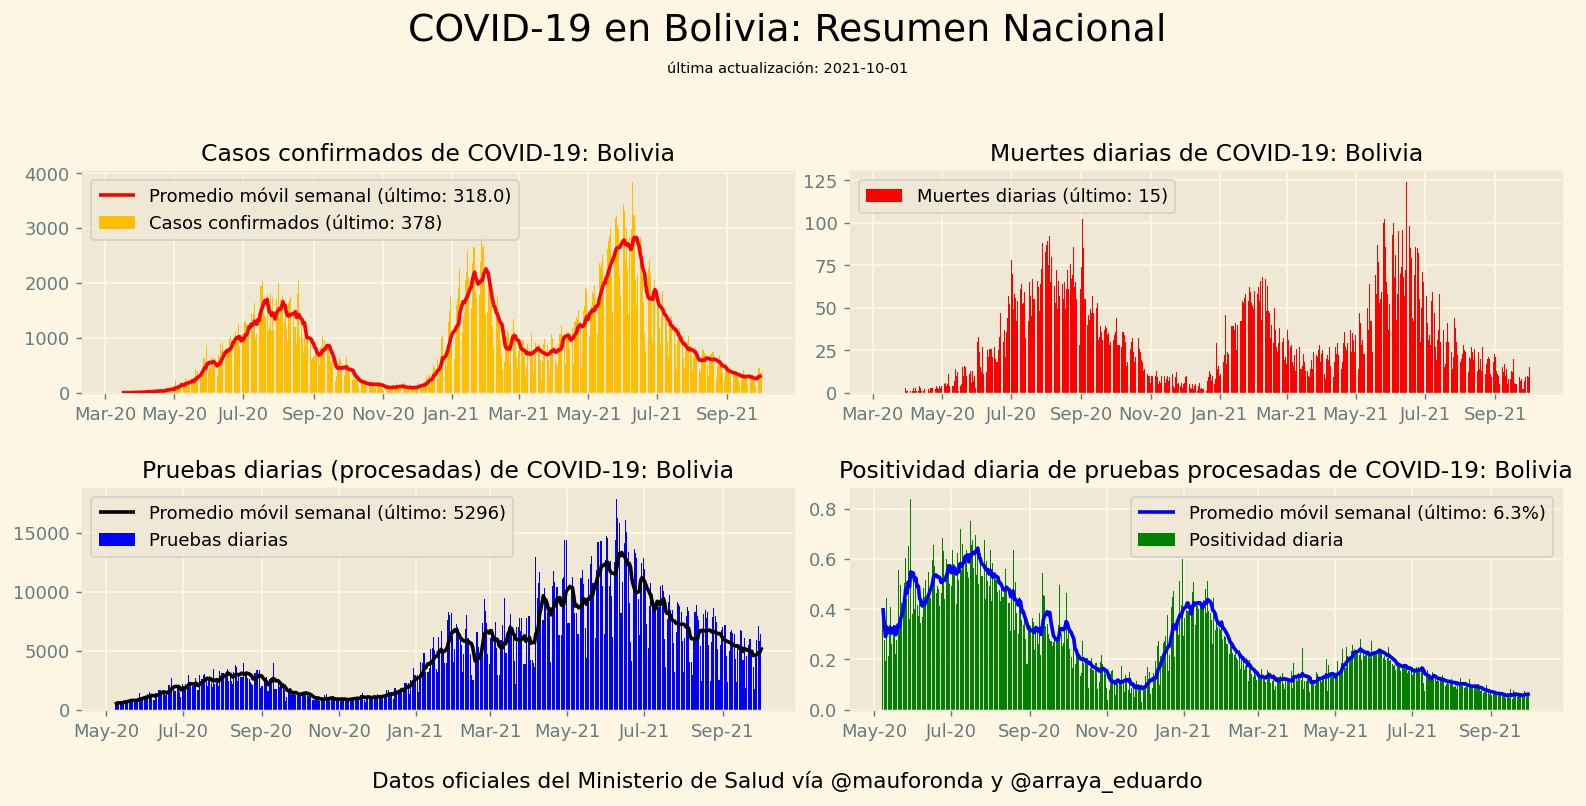 COVID-19 en Bolivia: Resumen Nacional
última actualización: 2021-10-01
Casos confirmados de COVID-19: Bolivia
Promedio móvil semanal (último: 318.0)
Casos confirmados (último: 378)
4000
3000
2000
1000
0
Mar-20 May-20 Jul-20 Sep-20 Nov-20 Jan-21 Mar-21 May-21 Jul-21 Sep-21
Muertes diarias de COVID-19: Bolivia
Muertes diarias (último: 15)
125
100
75
50
25
0
Mar-20 May-20 Jul-20 Sep-20 Nov-20 Jan-21 Mar-21 May-21 Jul-21 Sep-21
Pruebas diarias (procesadas) de COVID-19: Bolivia
Promedio móvil semanal (último: 5296)
Pruebas diarias
15000
10000
5000
0
May-20 Jul-20 Sep-20 Nov-20 Jan-21 Mar-21 May-21 Jul-21 Sep-21
Positividad diaria de pruebas procesadas de COVID-19: Bolivia
Promedio móvil semanal (último: 6.3%)
Positividad diaria
0.8
0.6
0.4
0.2
0.0
May-20 Jul-20 Sep-20 Nov-20 Jan-21 Mar-21 May-21 Jul-21 Sep-21
Datos oficiales del Ministerio de Salud vía @mauforonda y @arraya_eduardo